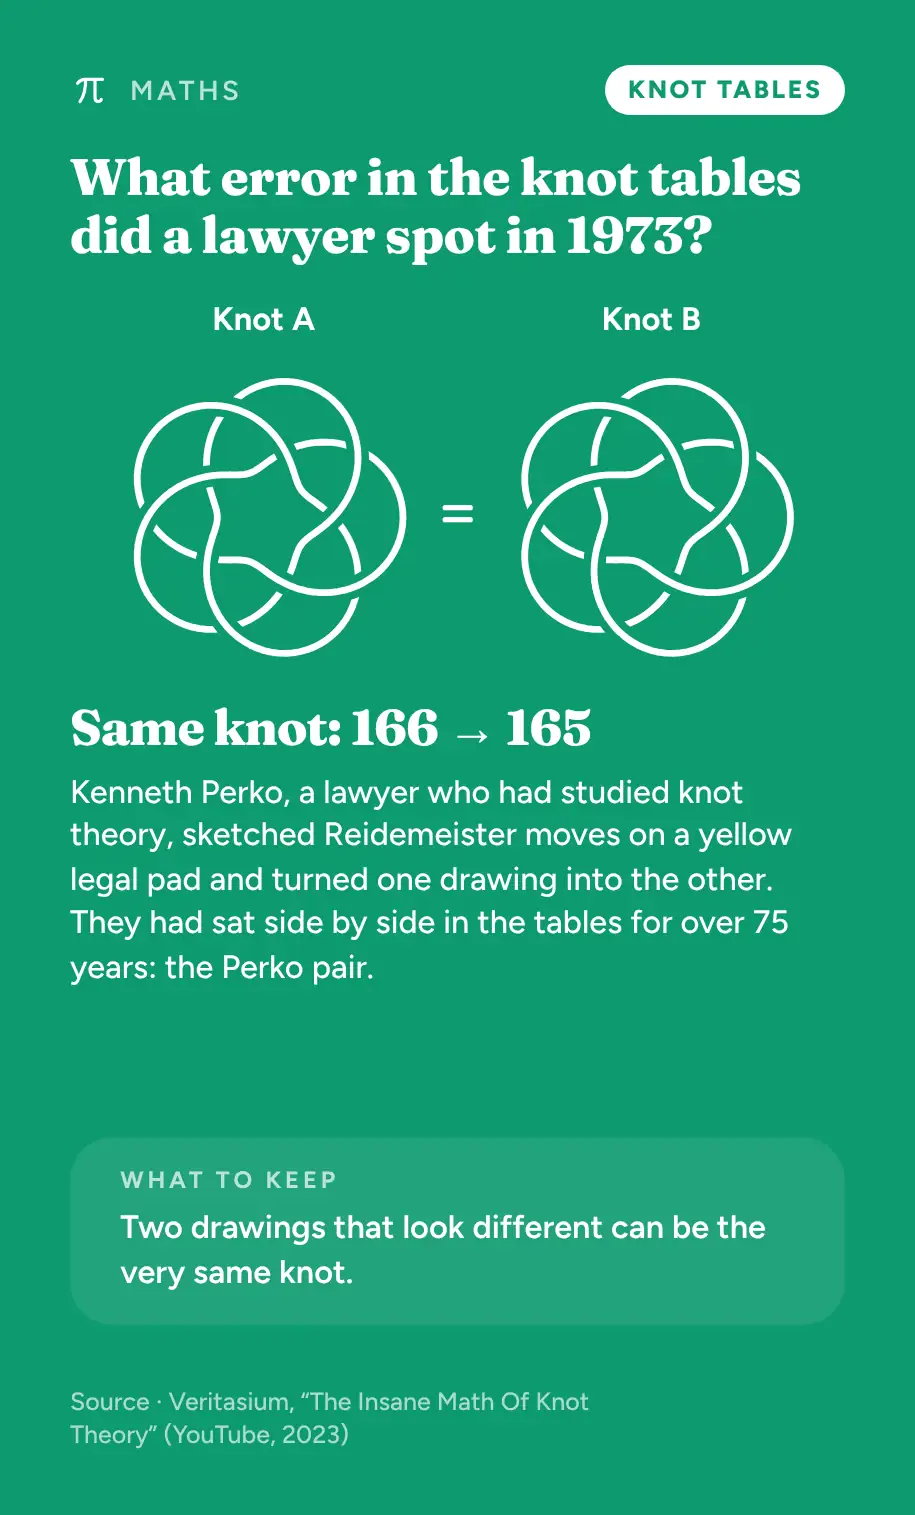 π MATHS
KNOT TABLES
What error in the knot tables
did a lawyer spot in 1973?
Knot A
Knot B
=
Same knot: 166 → 165
Kenneth Perko, a lawyer who had studied knot
theory, sketched Reidemeister moves on a yellow
legal pad and turned one drawing into the other.
They had sat side by side in the tables for over 75
years: the Perko pair.
WHAT TO KEEP
Two drawings that look different can be the
very same knot.
Source · Veritasium, “The Insane Math Of Knot
Theory” (YouTube, 2023)